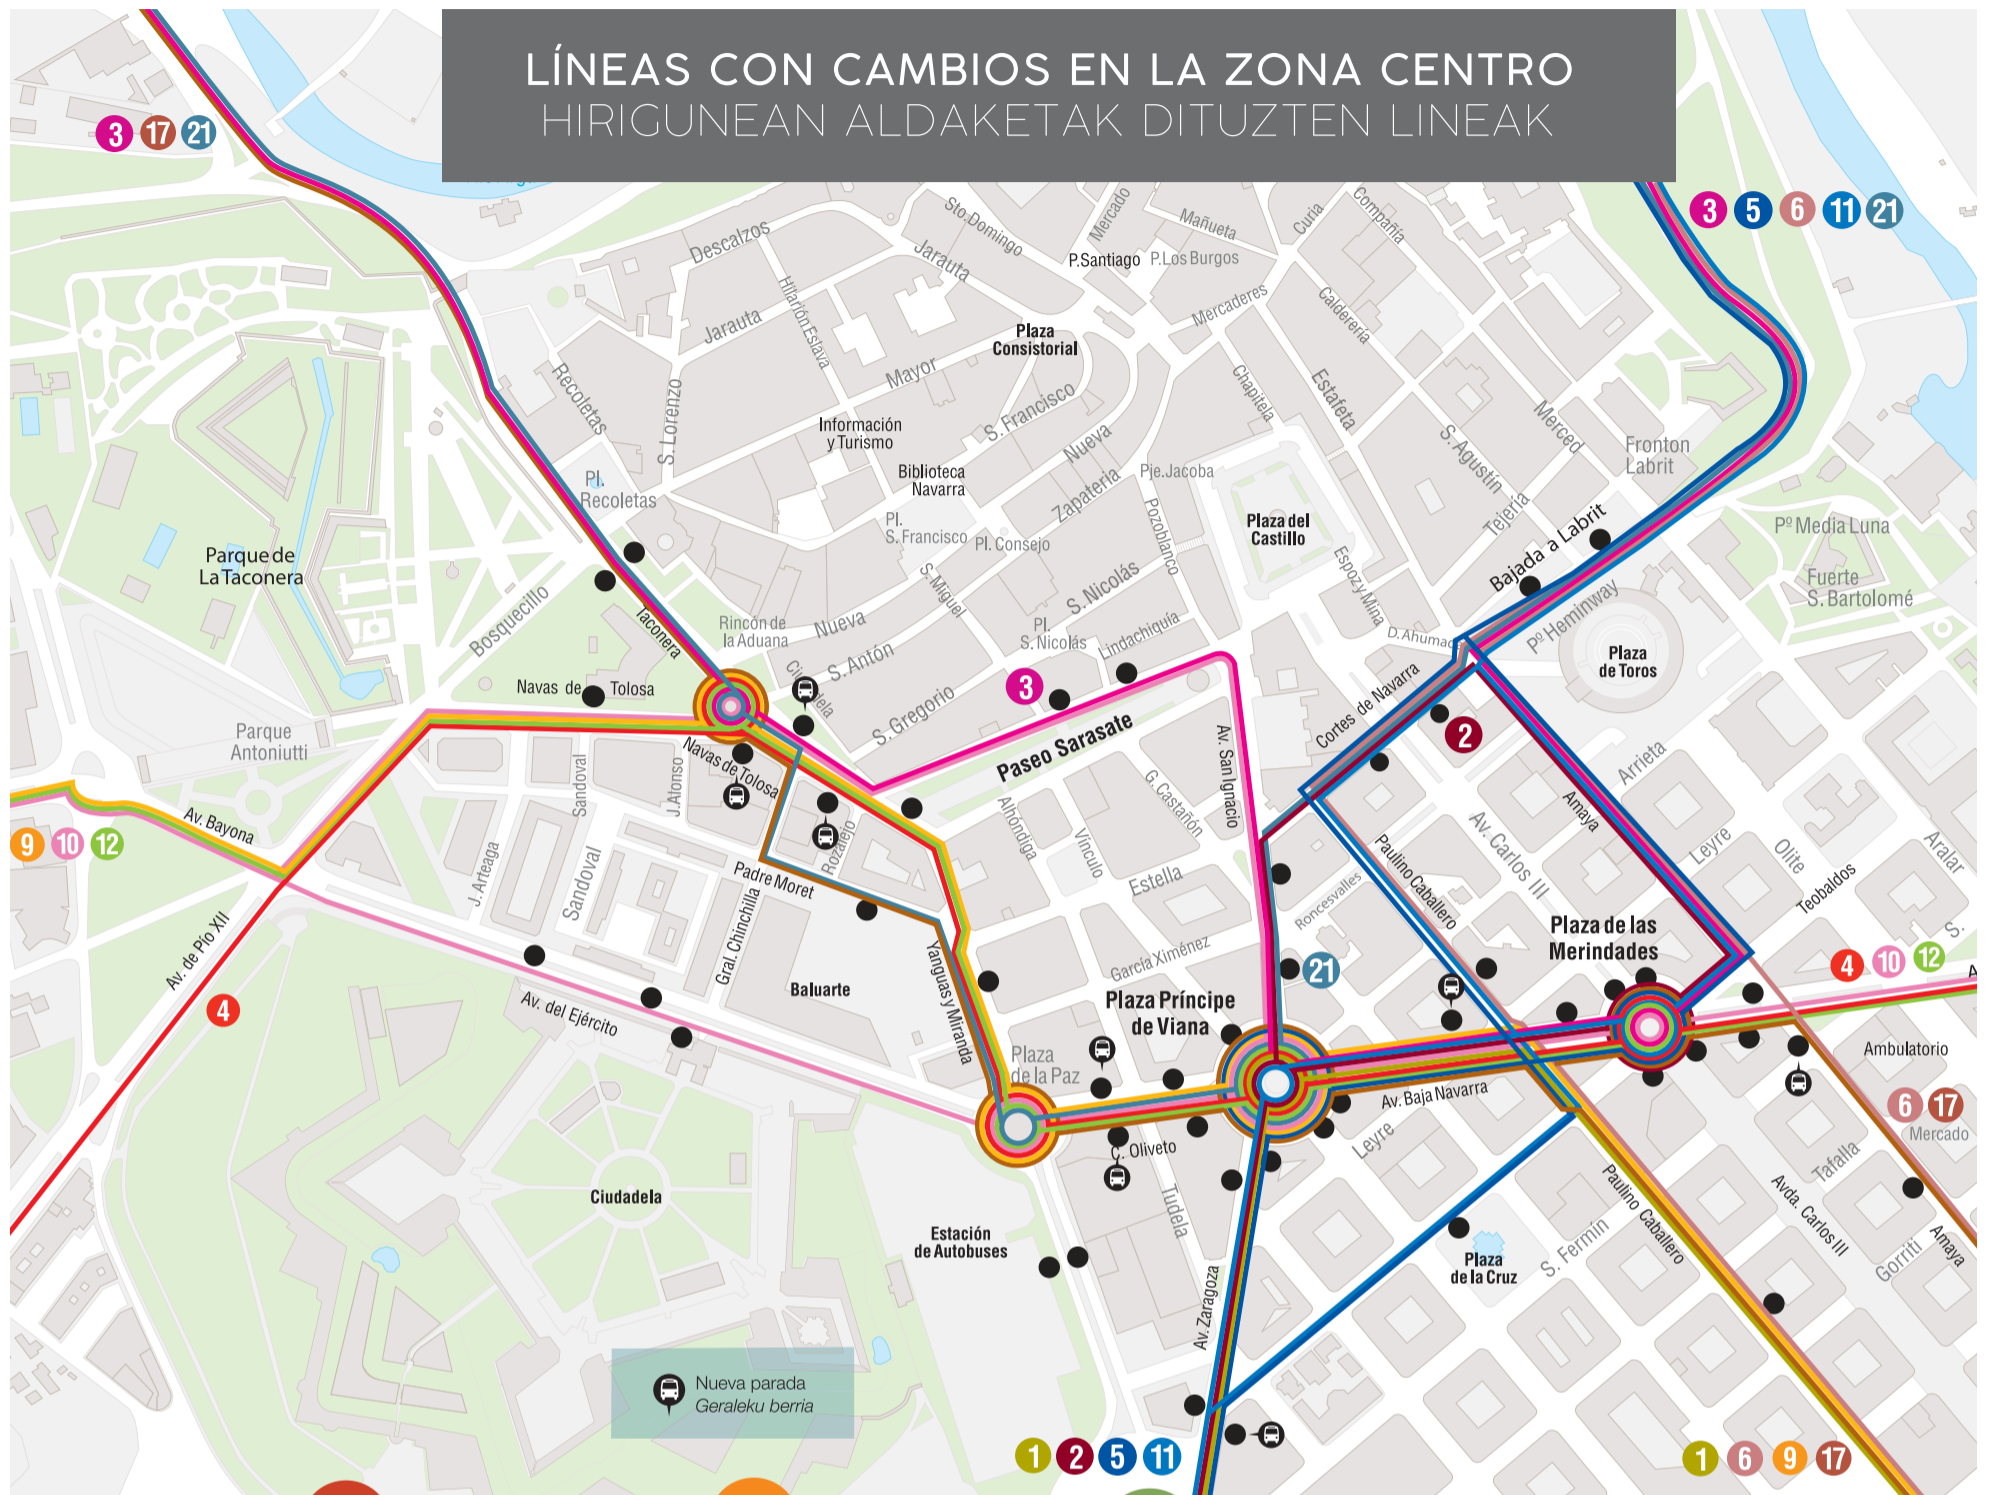 LÍNEAS CON CAMBIOS EN LA ZONA CENTRO
HIRIGUNEAN ALDAKETAK DITUZTEN LINEAK
3 17 21
3 5 6 11 21
Descalzos
Sto. Domingo
Mercado
Mañueta
Curia
Compañía
Jarauta
P.Santiago
P.Los Burgos
Hilarión Eslava
Jarauta
Mercaderes
Calderería
Plaza
Consistorial
Mayor
Recoletas
S. Lorenzo
Chapitela
Estafeta
S. Francisco
Información
y Turismo
Nueva
Merced
S. Agustín
Fronton
Labrit
Biblioteca
Navarra
Zapatería
Pje.Jacoba
Pl.
Recoletas
Pozoblanco
Tejería
Pl.
S. Francisco
Pl. Consejo
Plaza del
Castillo
Pº Media Luna
Bajada a Labrit
Parque de
La Taconera
Bosquecillo
S. Miguel
S. Nicolás
Espoz y Mina
Fuerte
S. Bartolomé
Taconera
Rincón de
la Aduana
Nueva
Pl.
S. Nicolás
Lindachiquía
D. Ahumada
Pº Heminway
Plaza
de Toros
S. Antón
Ciudadela
Navas de Tolosa
3
S. Gregorio
Cortes de Navarra
Parque
Antoniutti
Paseo Sarasate
Av. San Ignacio
2
Navas de Tolosa
Sandoval
J.Alonso
Arrieta
G. Castañón
Amaya
Alhóndiga
Av. Bayona
9 10 12
Vínculo
Rozalejo
Paulino Caballero
Av. Carlos III
Leyre
Olite
Aralar
J. Arteaga
Sandoval
Padre Moret
Estella
Roncesvalles
Teobaldos
Gral. Chinchilla
Plaza de las
Merindades
S.
Av. de Pío XII
Yanguas y Miranda
García Ximénez
21
4 10 12
A
4
Av. del Ejército
Baluarte
Plaza Príncipe
de Viana
Plaza
de la Paz
Ambulatorio
Av. Baja Navarra
6 17
Mercado
C. Oliveto
Leyre
Tafalla
Ciudadela
Tudela
Paulino Caballero
Avda. Carlos III
Estación
de Autobuses
S. Fermín
Plaza
de la Cruz
Gorriti
Amaya
Av. Zaragoza
Nueva parada
Geraleku berria
1 2 5 11
1 6 9 17